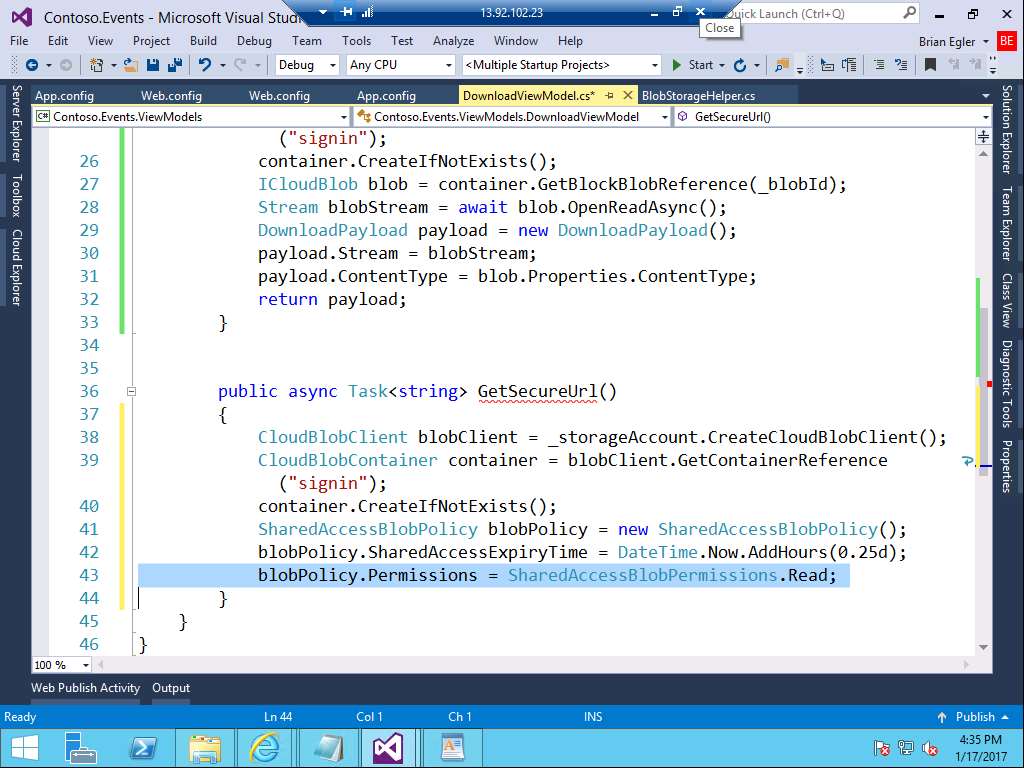 Contoso.Events - Microsoft Visual Stu
13.92.102.23
Quick Launch (Ctrl+Q)
Close
File Edit View Project Build Debug Team Tools Test Analyze Window Help
Brian Egler
BE
Debug Any CPU <Multiple Startup Projects> Start
App.config Web.config Web.config App.config DownloadViewModel.cs* BlobStorageHelper.cs
C# Contoso.Events.ViewModels Contoso.Events.ViewModels.DownloadViewModel GetSecureUrl()
Server Explorer
Toolbox
Cloud Explorer
("signin");
26 container.CreateIfNotExists();
27 ICloudBlob blob = container.GetBlockBlobReference(_blobId);
28 Stream blobStream = await blob.OpenReadAsync();
29 DownloadPayload payload = new DownloadPayload();
30 payload.Stream = blobStream;
31 payload.ContentType = blob.Properties.ContentType;
32 return payload;
33 }
34
35
36 public async Task<string> GetSecureUrl()
37 {
38 CloudBlobClient blobClient = _storageAccount.CreateCloudBlobClient();
39 CloudBlobContainer container = blobClient.GetContainerReference
("signin");
40 container.CreateIfNotExists();
41 SharedAccessBlobPolicy blobPolicy = new SharedAccessBlobPolicy();
42 blobPolicy.SharedAccessExpiryTime = DateTime.Now.AddHours(0.25d);
43 blobPolicy.Permissions = SharedAccessBlobPermissions.Read;
44 }
45 }
46 }
Solution Explorer
Team Explorer
Class View
Diagnostic Tools
Properties
100 %
Web Publish Activity Output
Ready Ln 44 Col 1 Ch 1 INS Publish
4:35 PM
1/17/2017